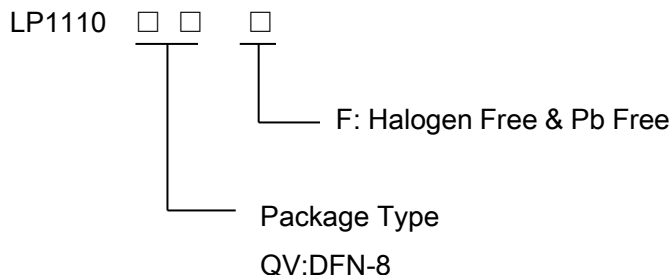 LP1110 □ □ □
F: Halogen Free & Pb Free
Package Type
QV:DFN-8